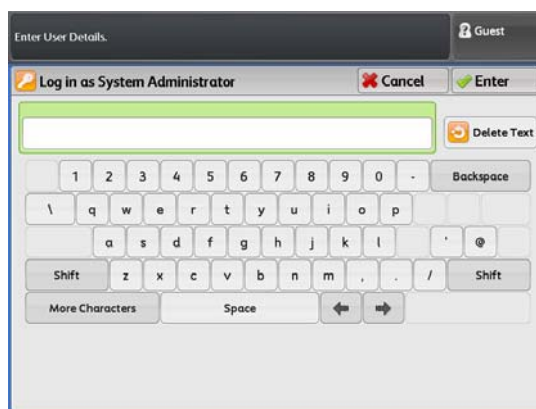 Enter User Details.
Guest
Log in as System Administrator
Cancel
Enter
Delete Text
1 2 3 4 5 6 7 8 9 0 -
Backspace
\ q w e r t y u i o p
a s d f g h j k l ' @
Shift z x c v b n m , . / Shift
More Characters
Space